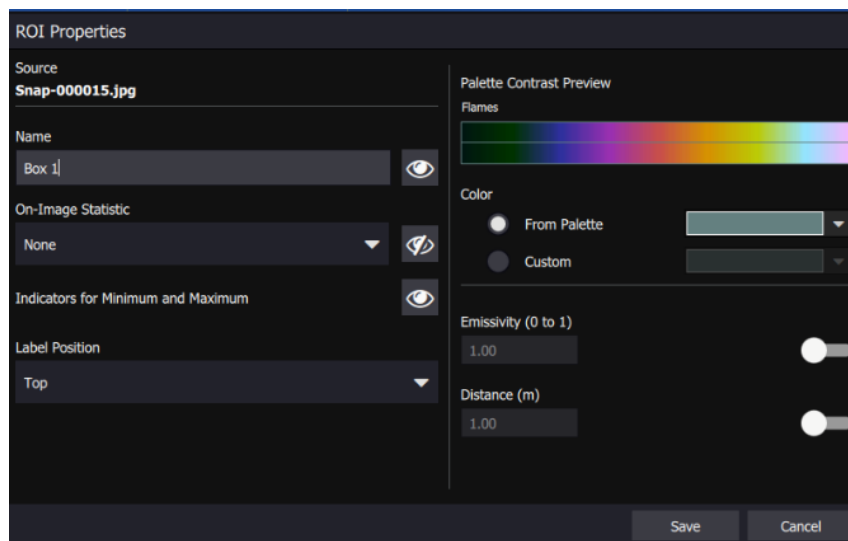 ROI Properties
Source
Snap-000015.jpg
Name
Box 1
On-Image Statistic
None
Indicators for Minimum and Maximum
Label Position
Top
Palette Contrast Preview
Flames
Color
From Palette
Custom
Emissivity (0 to 1)
1.00
Distance (m)
1.00
Save
Cancel